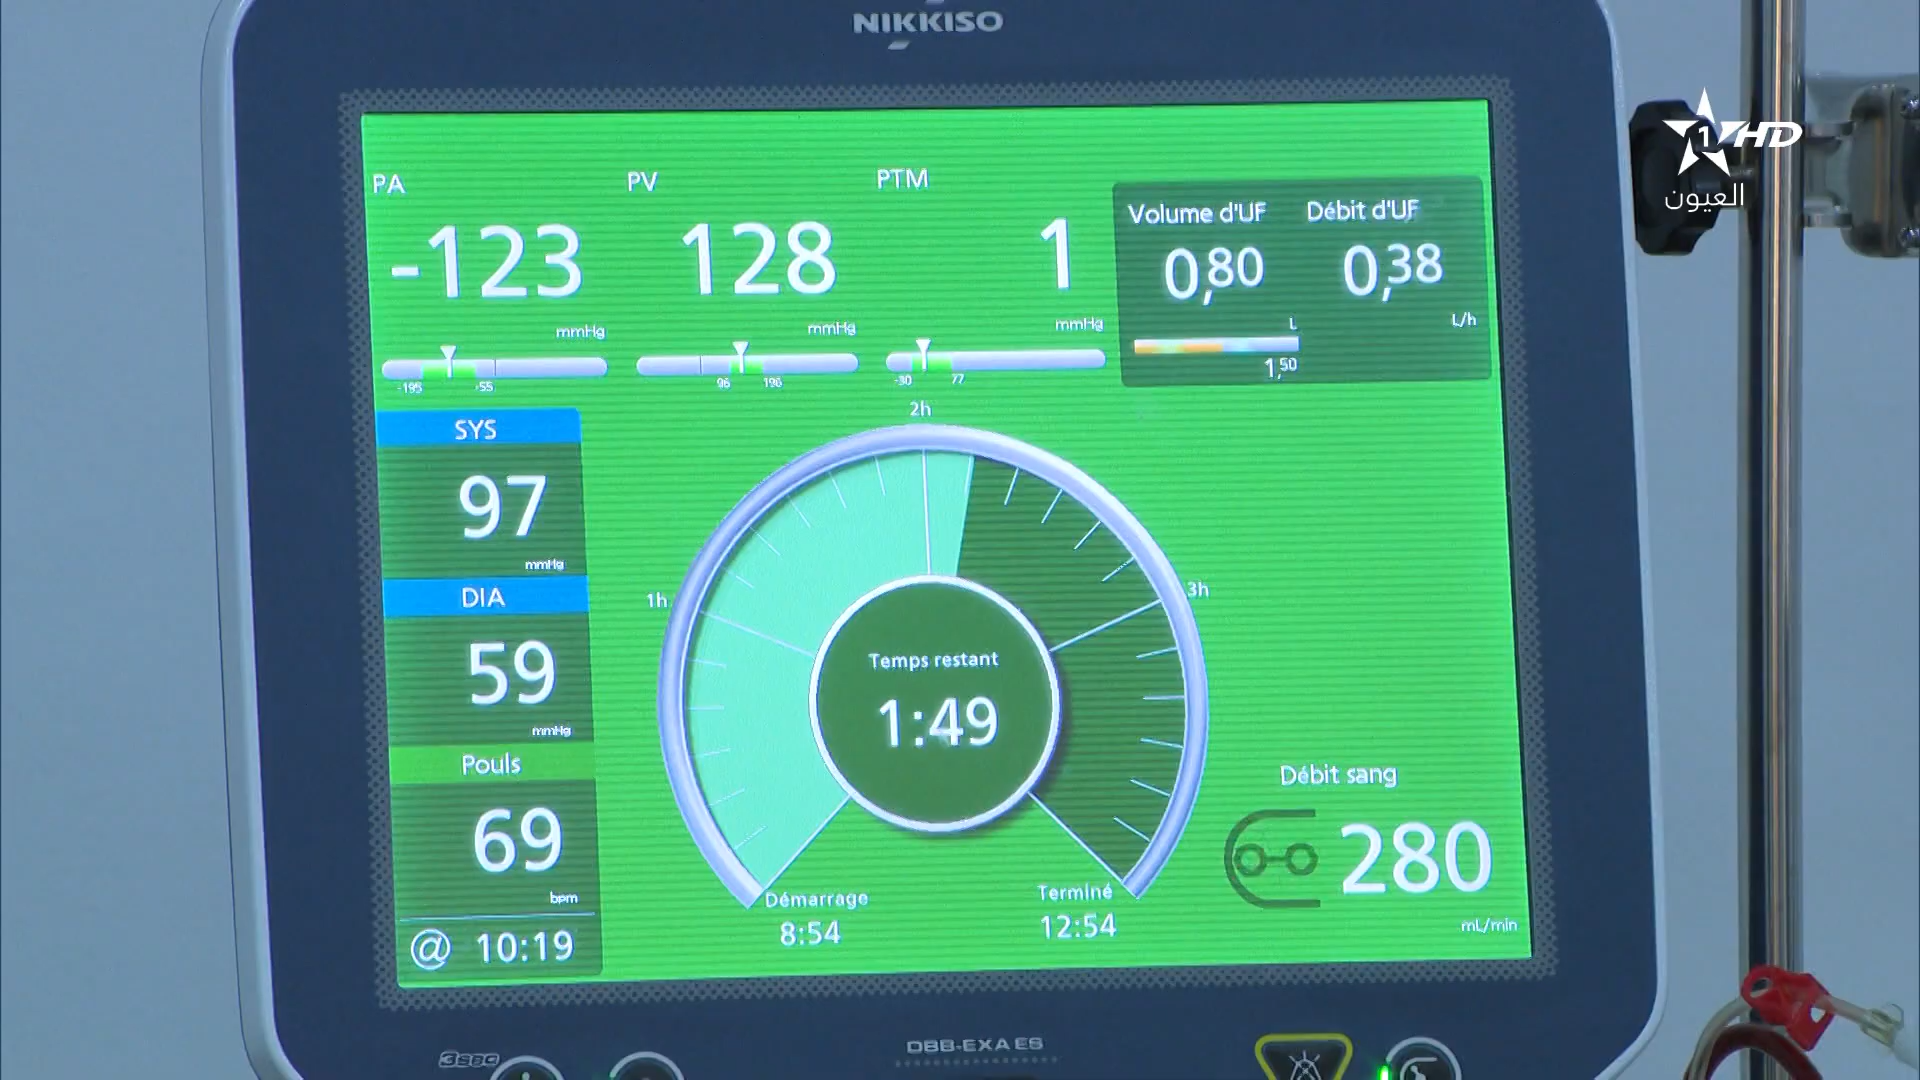 NIKKISO
1 HD
العيون
PA
PV
PTM
-123
128
1
mmHg
mmHg
mmHg
-195
-55
96
196
-30
77
Volume d'UF
Débit d'UF
0,80
0,38
L
L/h
1,50
SYS
97
mmHg
DIA
59
mmHg
Pouls
69
bpm
@ 10:19
1h
2h
3h
Temps restant
1:49
Démarrage
8:54
Terminé
12:54
Débit sang
280
mL/min
DBB-EXA ES